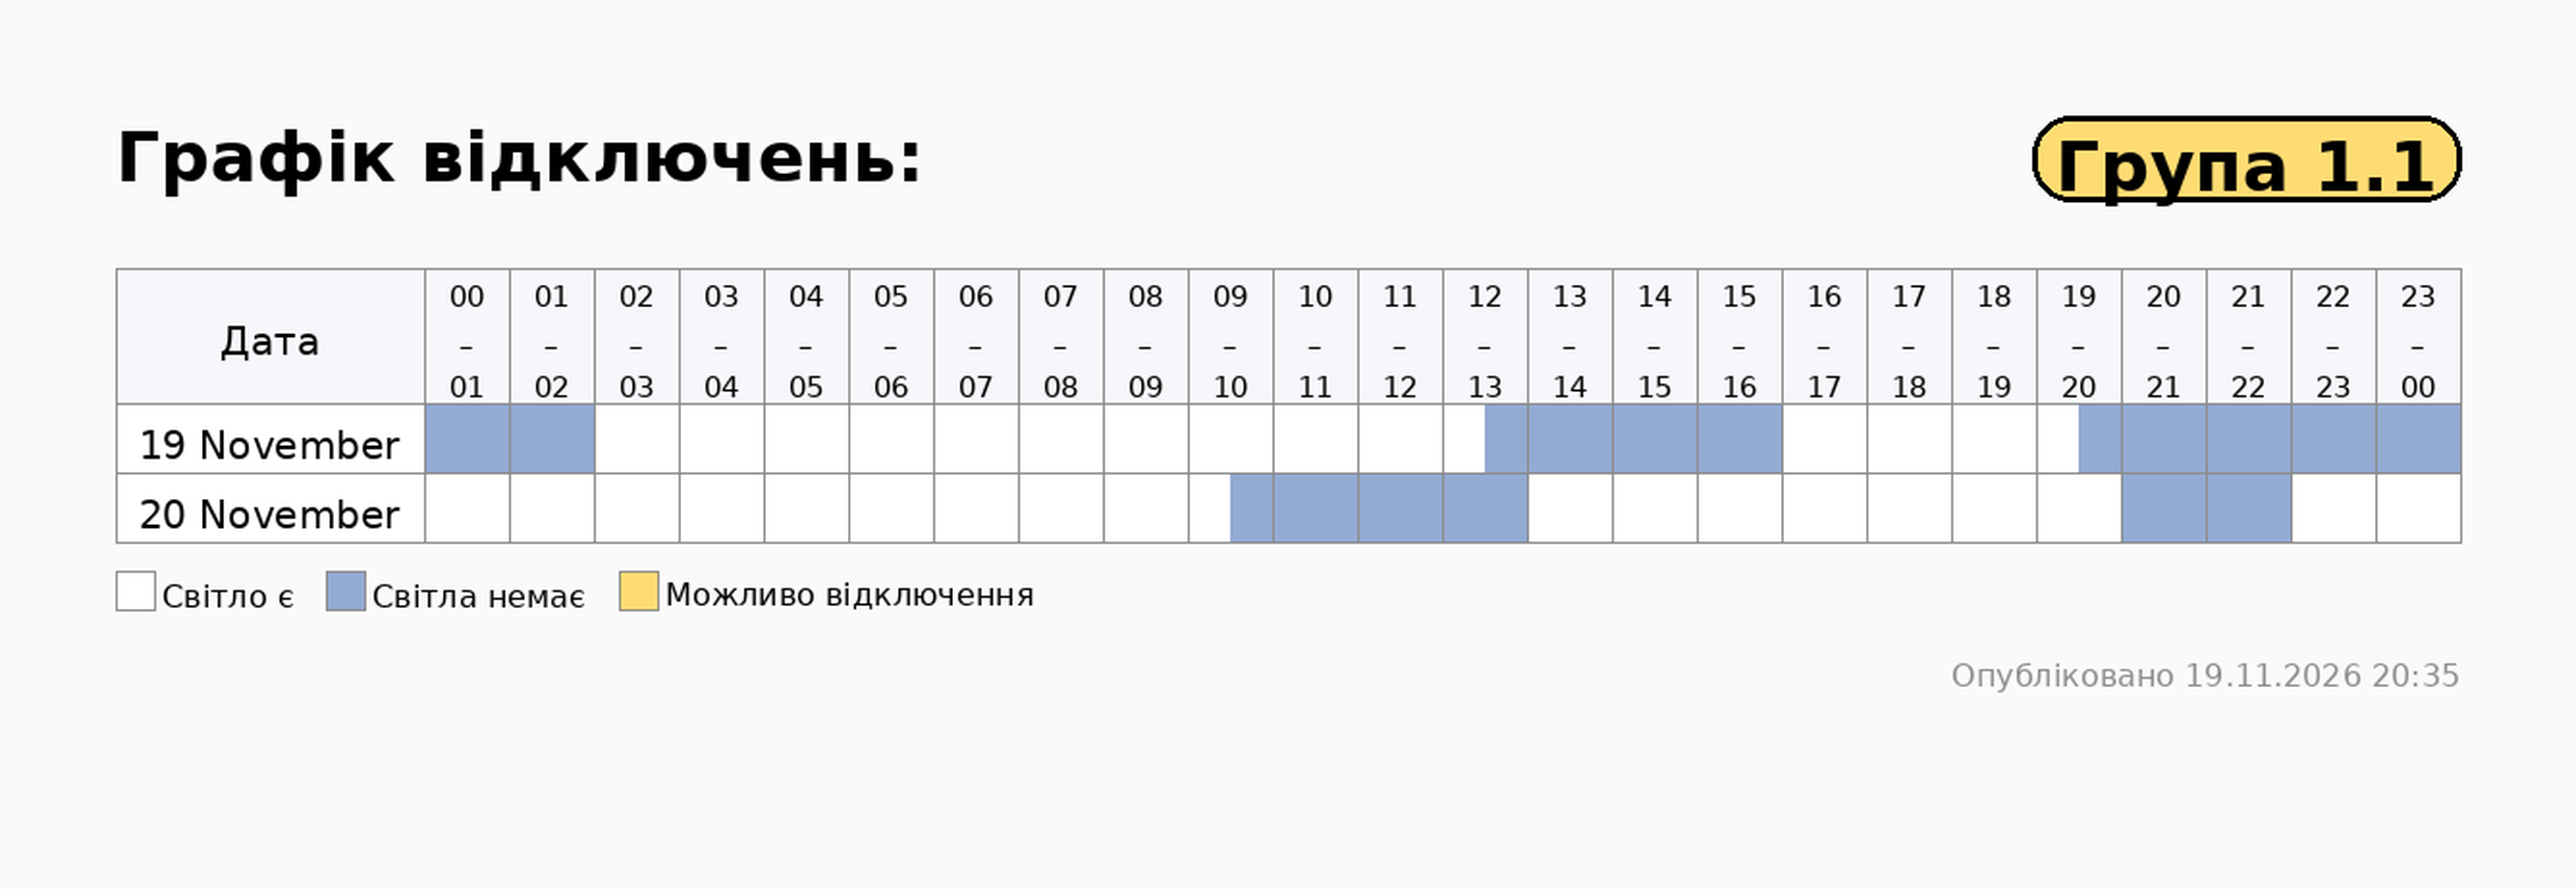 Графік відключень:
Група 1.1
Дата
00 – 01
01 – 02
02 – 03
03 – 04
04 – 05
05 – 06
06 – 07
07 – 08
08 – 09
09 – 10
10 – 11
11 – 12
12 – 13
13 – 14
14 – 15
15 – 16
16 – 17
17 – 18
18 – 19
19 – 20
20 – 21
21 – 22
22 – 23
23 – 00
19 November
20 November
Світло є
Світла немає
Можливо відключення
Опубліковано 19.11.2026 20:35